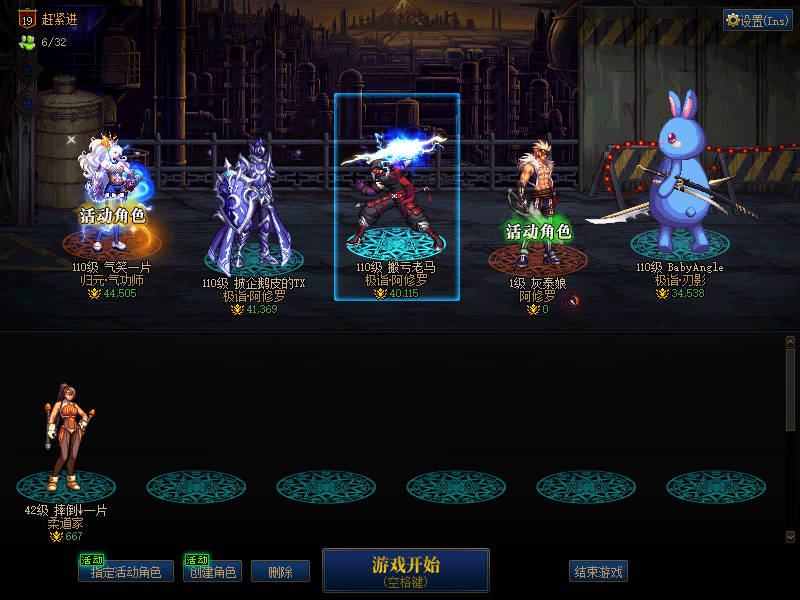 19 赶紧进
6/32
设置(Ins)
活动角色
110级 气笑一片
归元·气功师
44,505
110级 披企鹅皮的TX
极诣·阿修罗
41,369
110级 搬亏老马
极诣·阿修罗
40,115
活动角色
1级 灰泰娘
阿修罗
0
110级 BabyAngle
极诣·刃影
34,538
42级 摔倒↓一片
柔道家
667
活动
指定活动角色
活动
创建角色
删除
游戏开始
(空格键)
结束游戏